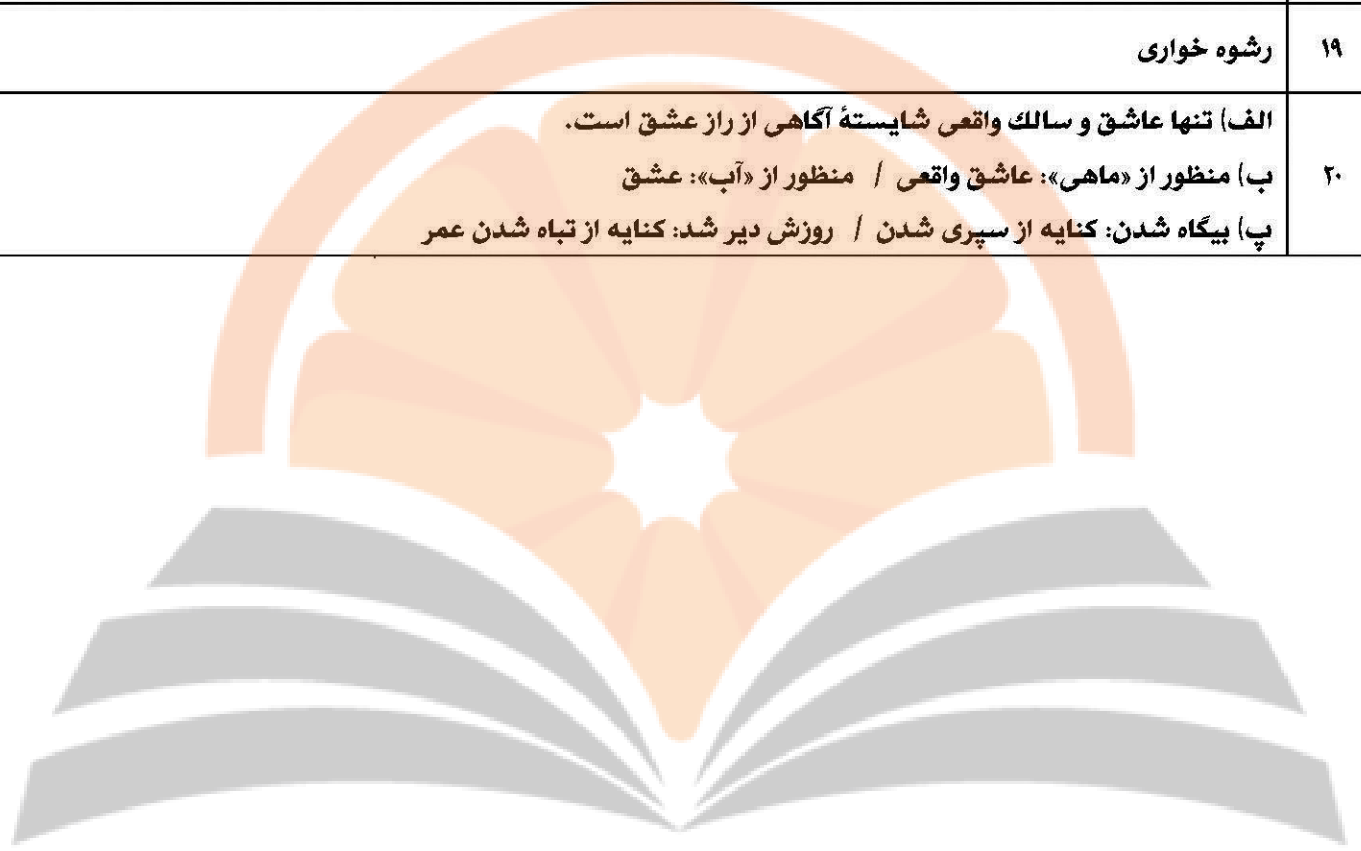 ۱۹ رشوه خواری
الف) تنها عاشق و سالك واقعی شایستهٔ آگاهی از راز عشق است.
۲۰ ب) منظور از «ماهی»: عاشق واقعی / منظور از «آب»: عشق
پ) بیگاه شدن: کنایه از سپری شدن / روزش دیر شد: کنایه از تباه شدن عمر